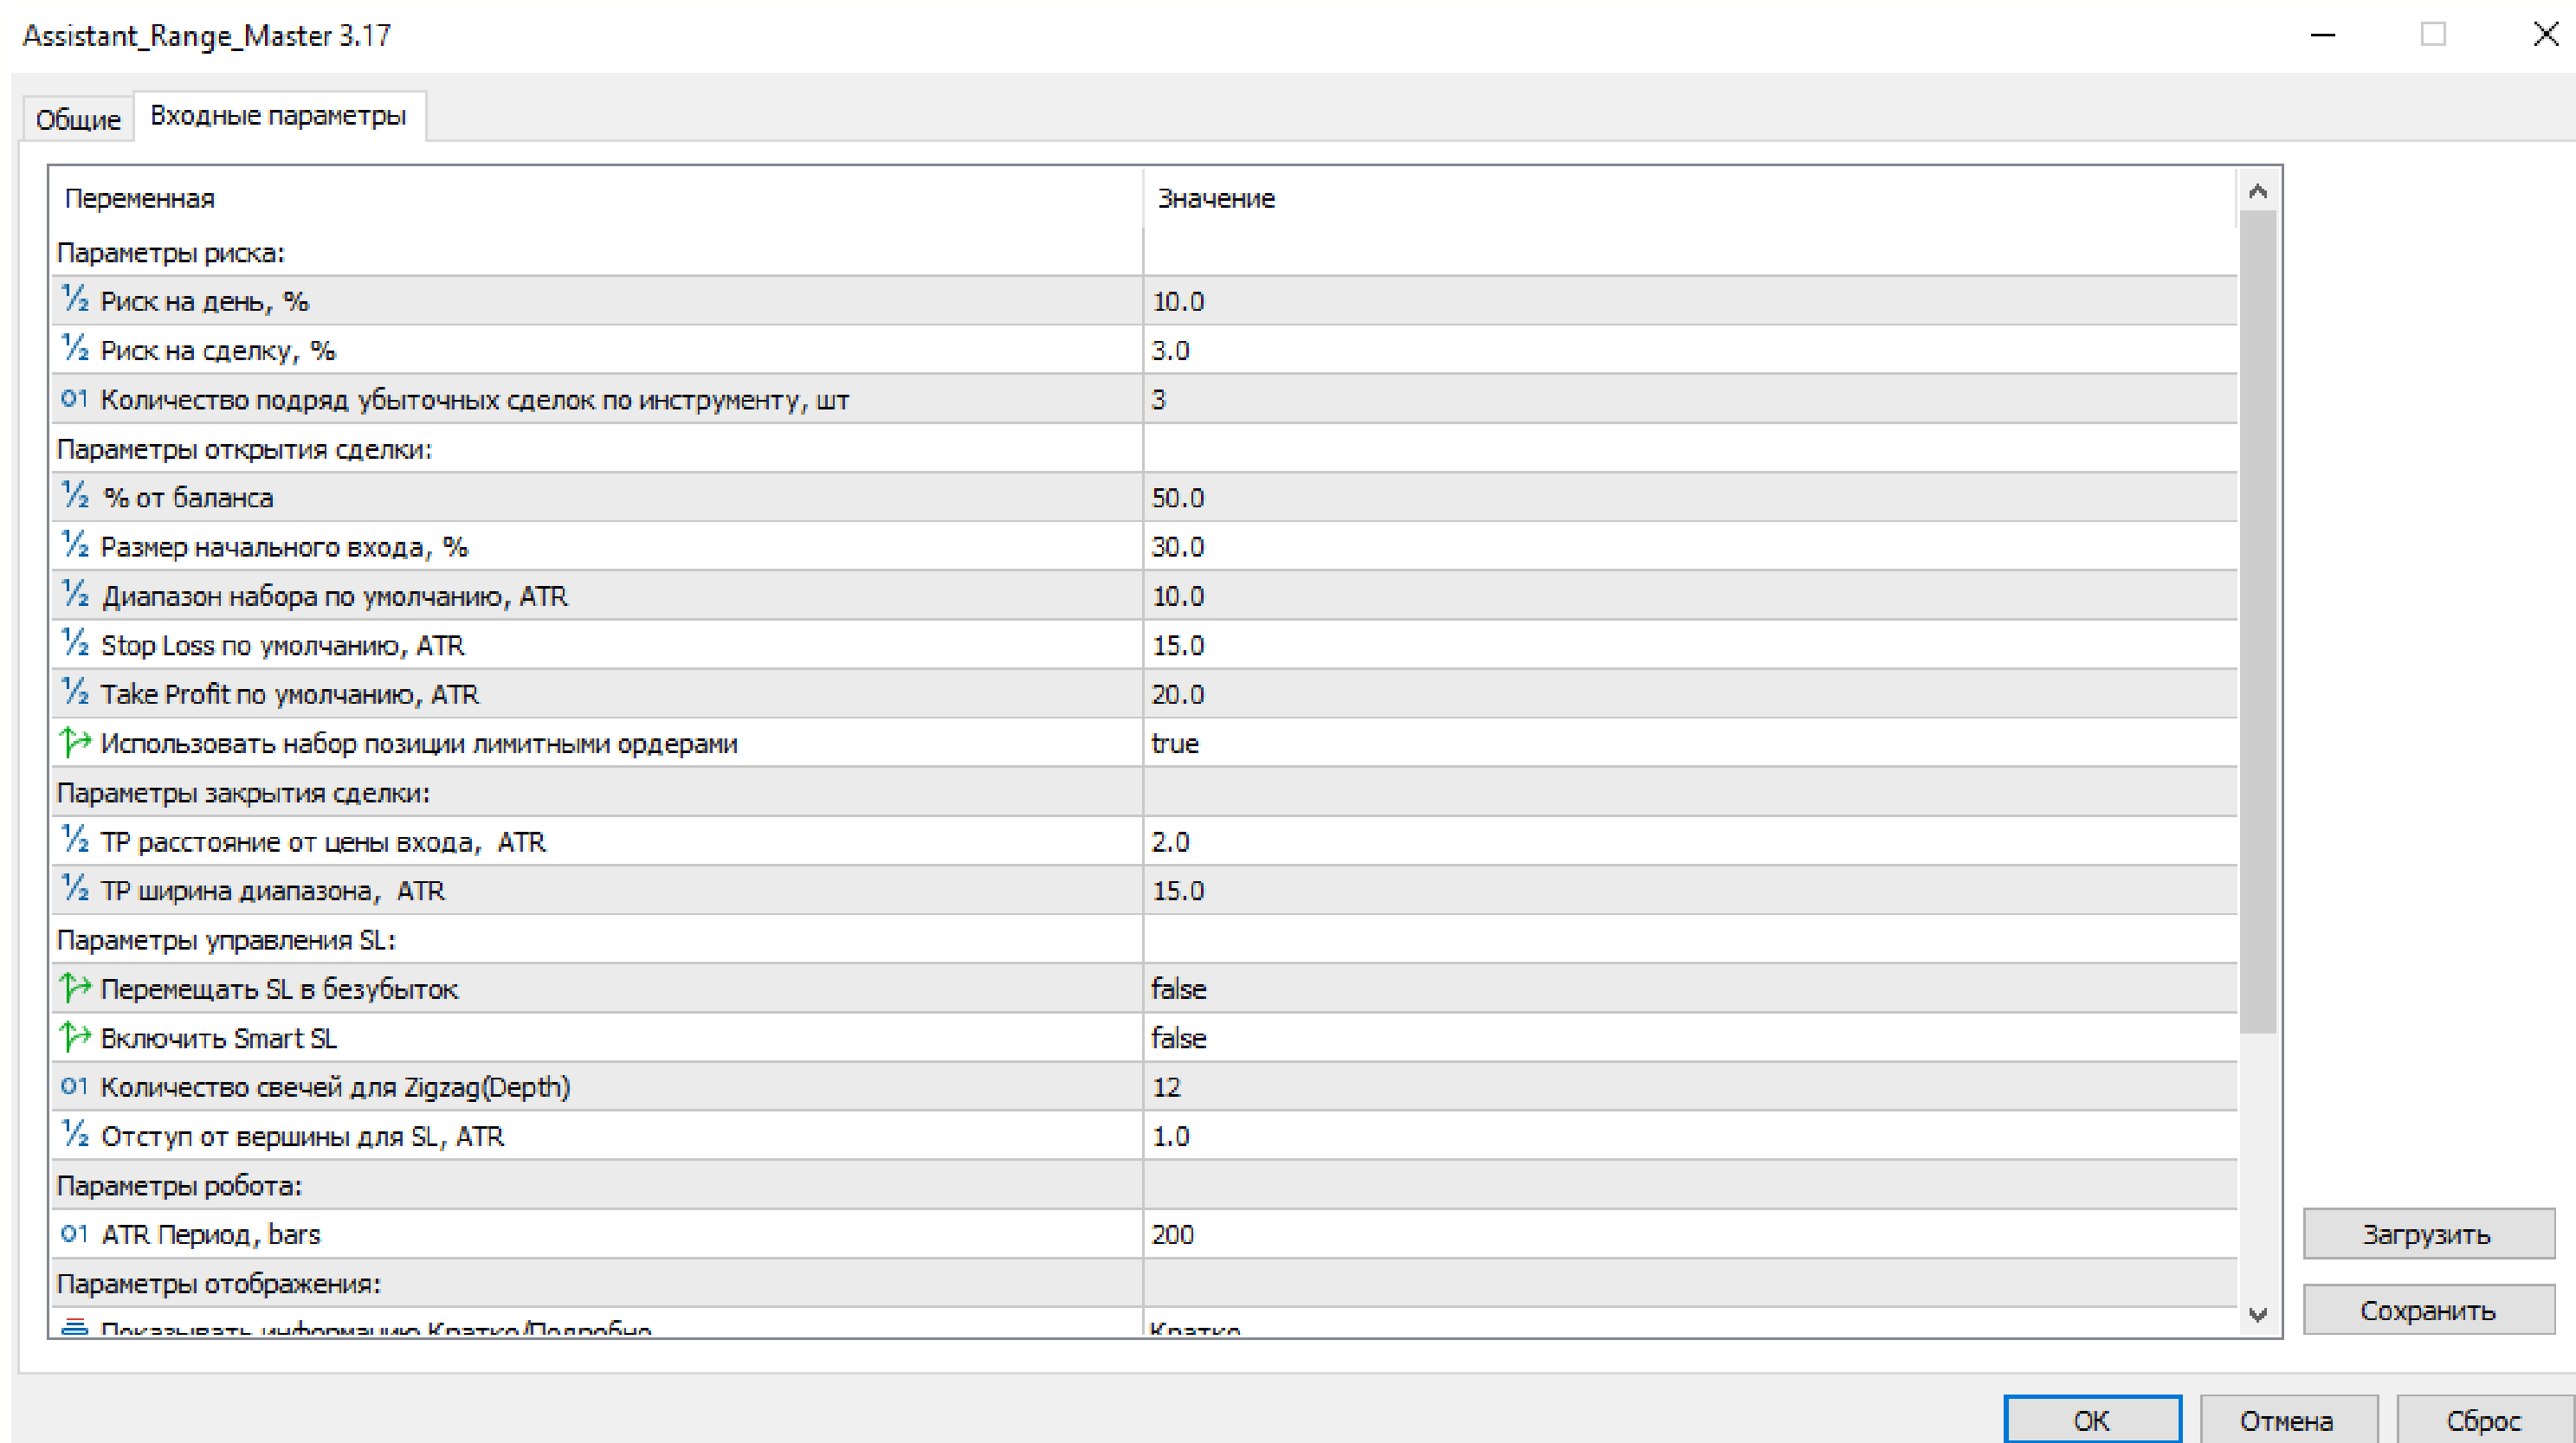 Assistant_Range_Master 3.17
Общие Входные параметры
Переменная Значение
Параметры риска:
Риск на день, % 10.0
Риск на сделку, % 3.0
Количество подряд убыточных сделок по инструменту, шт 3
Параметры открытия сделки:
% от баланса 50.0
Размер начального входа, % 30.0
Диапазон набора по умолчанию, ATR 10.0
Stop Loss по умолчанию, ATR 15.0
Take Profit по умолчанию, ATR 20.0
Использовать набор позиции лимитными ордерами true
Параметры закрытия сделки:
TP расстояние от цены входа, ATR 2.0
TP ширина диапазона, ATR 15.0
Параметры управления SL:
Перемещать SL в безубыток false
Включить Smart SL false
Количество свечей для Zigzag(Depth) 12
Отступ от вершины для SL, ATR 1.0
Параметры робота:
ATR Период, bars 200
Загрузить
Параметры отображения:
Показывать информацию Кратко/Подробно Кратко
Сохранить
ОК Отмена Сброс